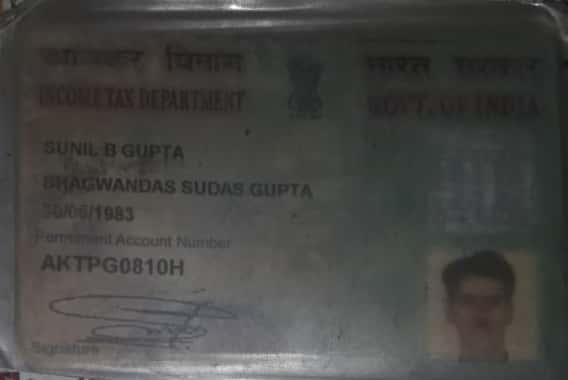 आयकर विभाग
INCOME TAX DEPARTMENT
भारत सरकार
GOVT. OF INDIA
SUNIL B GUPTA
BHAGWANDAS SUDAS GUPTA
30/06/1983
Permanent Account Number
AKTPG0810H
Signature